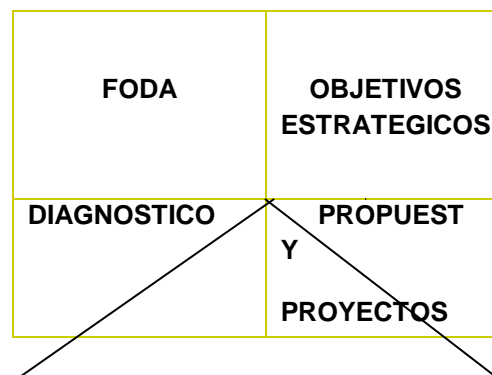 FODA
OBJETIVOS
ESTRATEGICOS
DIAGNOSTICO
PROPUEST
Y
PROYECTOS